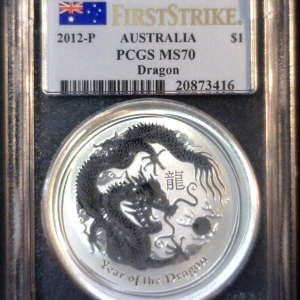 FIRSTSTRIKE
2012-P AUSTRALIA $1
PCGS MS70
Dragon
20873416
龍
Year of the Dragon